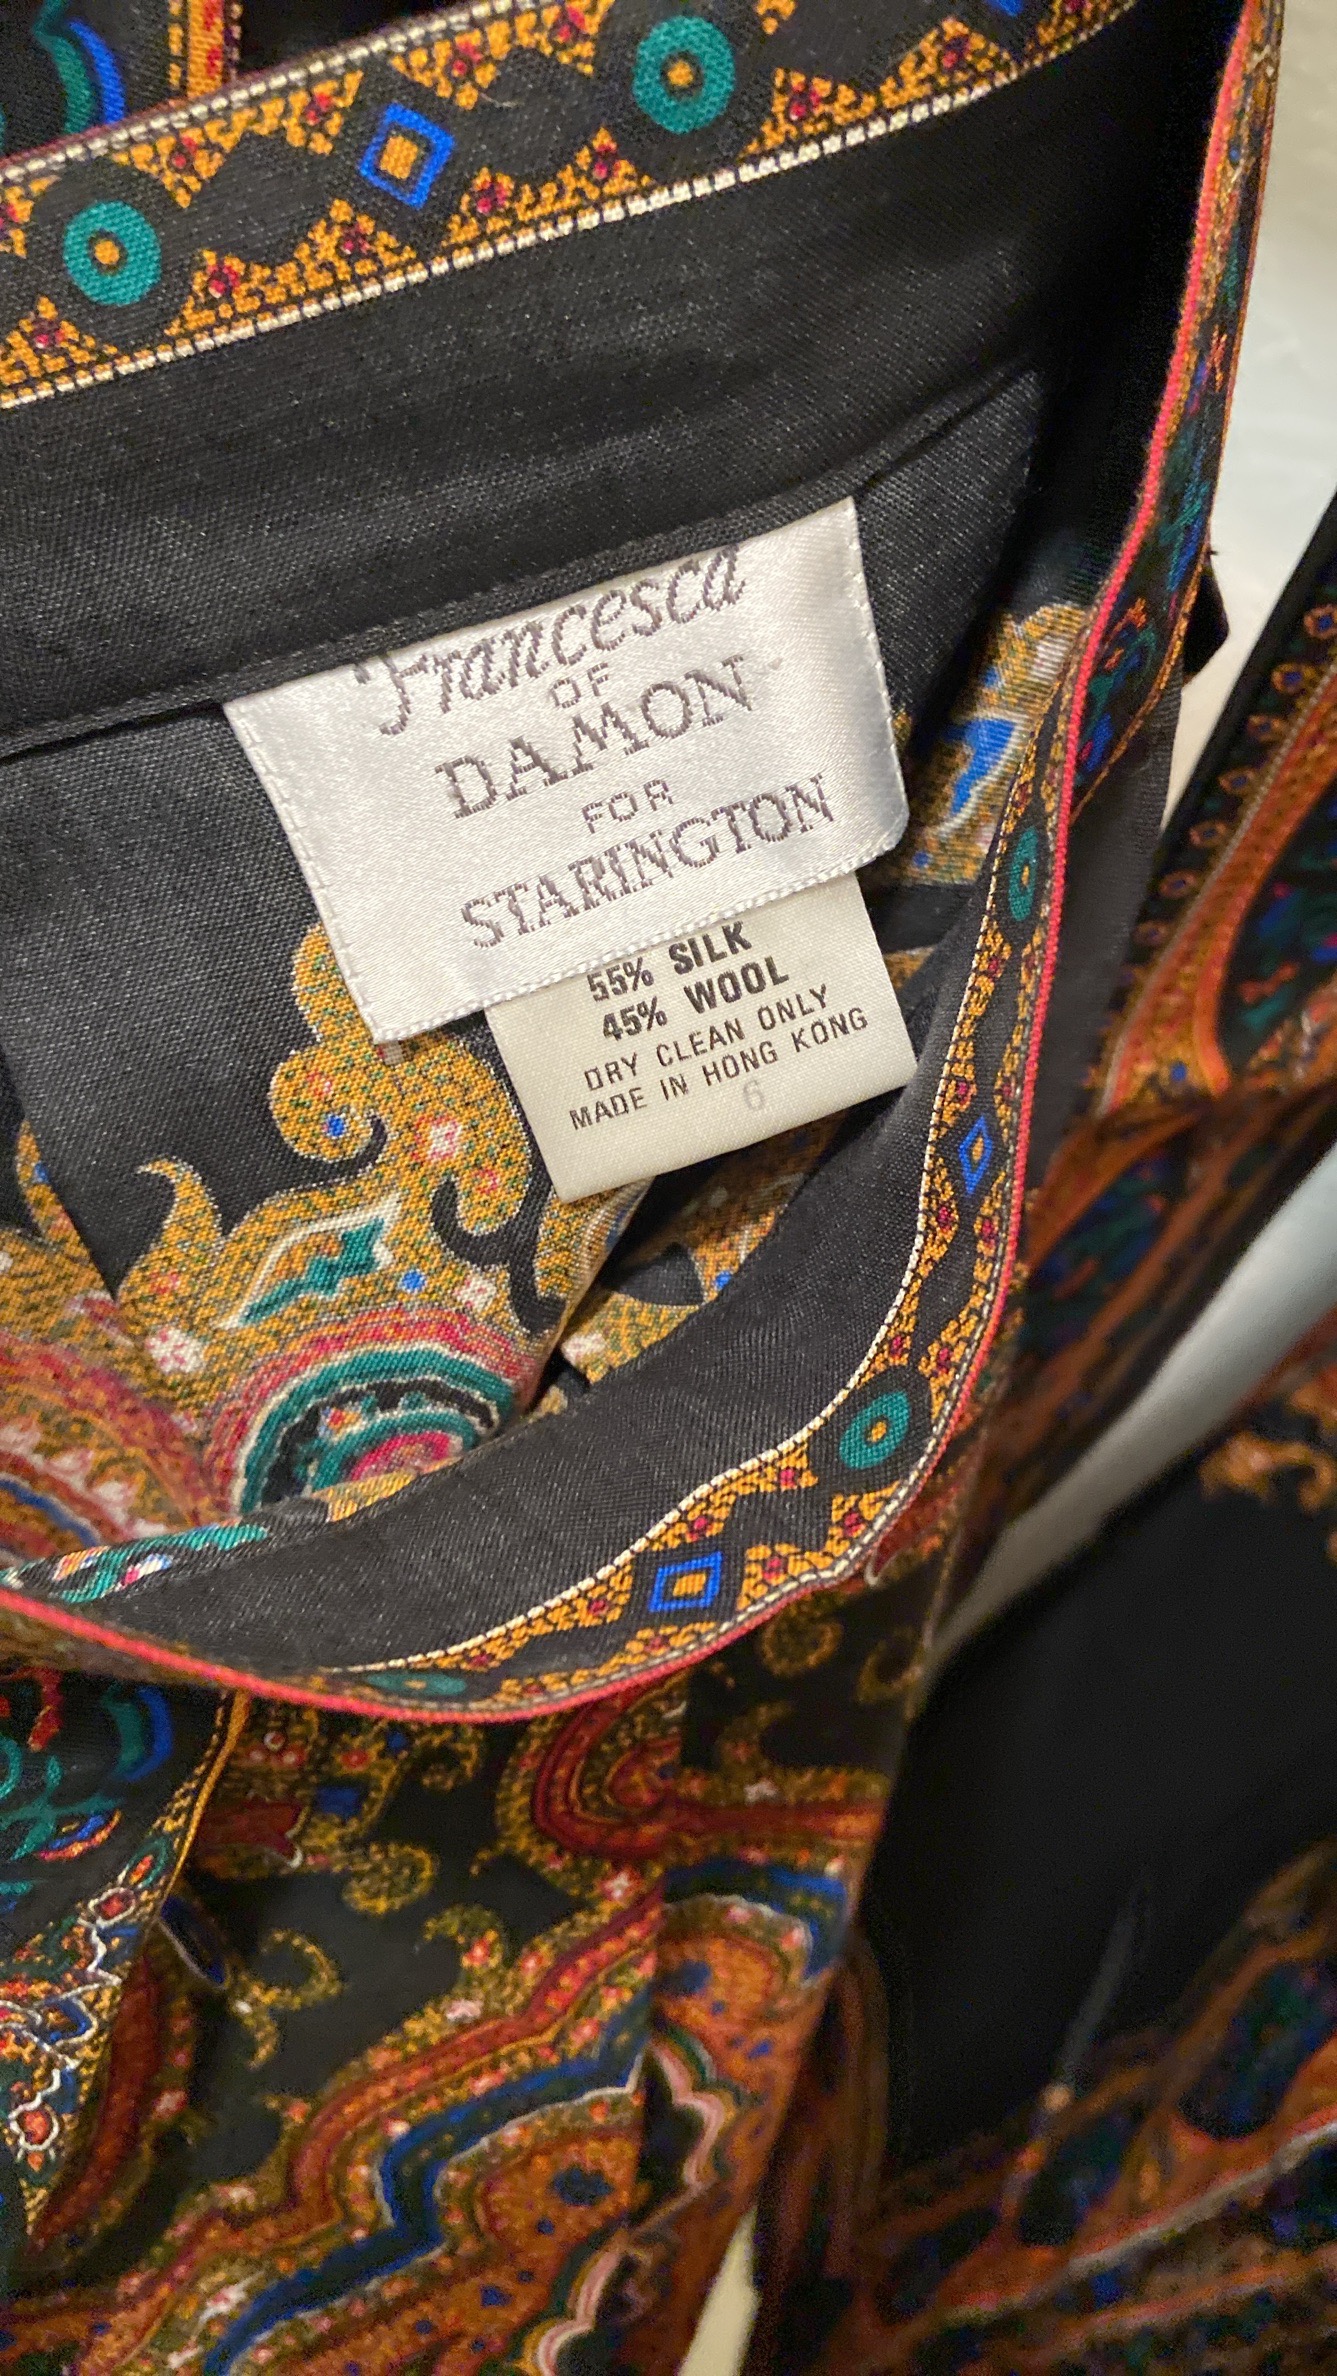 Francesca
OF
DAMON
FOR
STARINGTON
55% SILK
45% WOOL
DRY CLEAN ONLY
MADE IN HONG KONG
6